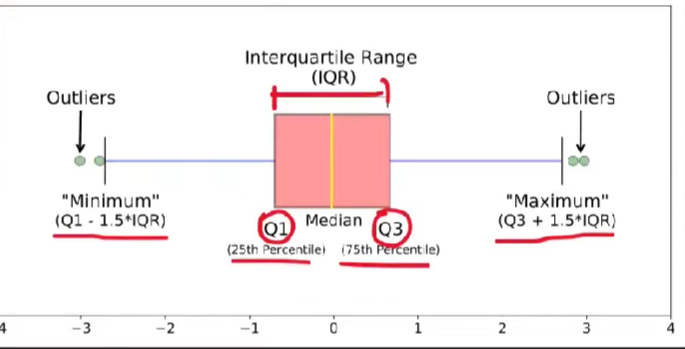 Interquartile Range
(IQR)
Outliers
Outliers
"Minimum"
(Q1 - 1.5*IQR)
"Maximum"
(Q3 + 1.5*IQR)
Q1
Median
Q3
(25th Percentile)
(75th Percentile)
4
−3
−2
−1
0
1
2
3
4